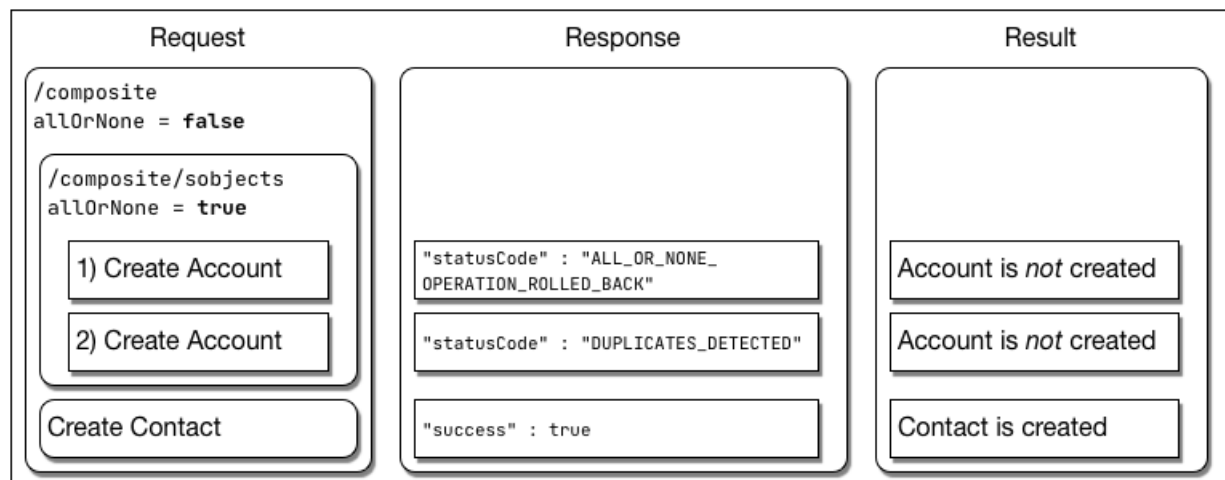 Request
Response
Result
/composite
allOrNone = false
/composite/sobjects
allOrNone = true
1) Create Account
"statusCode" : "ALL_OR_NONE_
OPERATION_ROLLED_BACK"
Account is not created
2) Create Account
"statusCode" : "DUPLICATES_DETECTED"
Account is not created
Create Contact
"success" : true
Contact is created